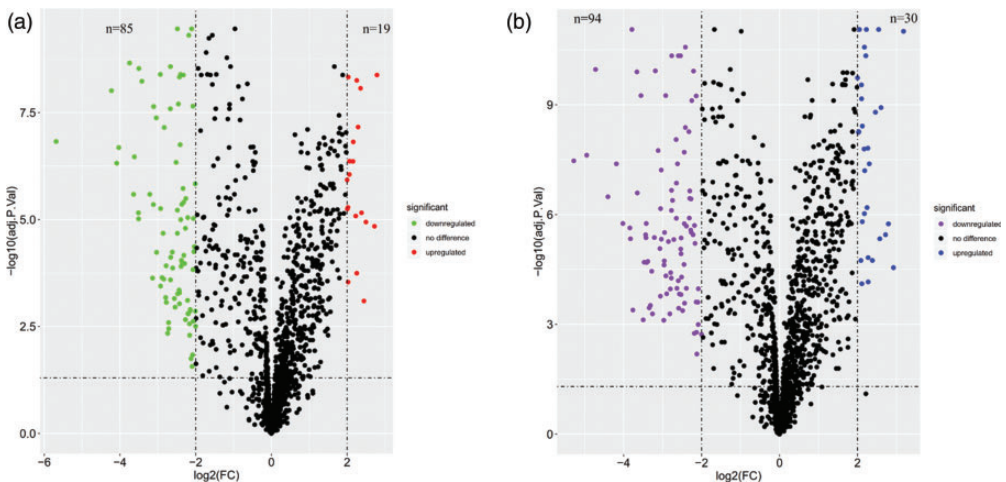 (a)
n=85
n=19
7.5
5.0
2.5
0.0
−log10(adj.P.Val)
−6
−4
−2
0
2
log2(FC)
significant
downregulated
no difference
upregulated
(b)
n=94
n=30
9
6
3
0
−log10(adj.P.Val)
−4
−2
0
2
log2(FC)
significant
downregulated
no difference
upregulated